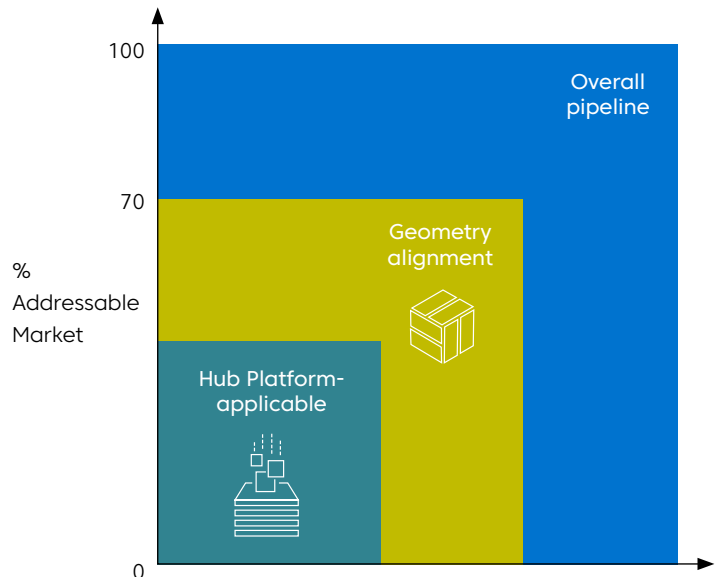 100
Overall
pipeline
70
Geometry
alignment
%
Addressable
Market
Hub Platform-
applicable
0